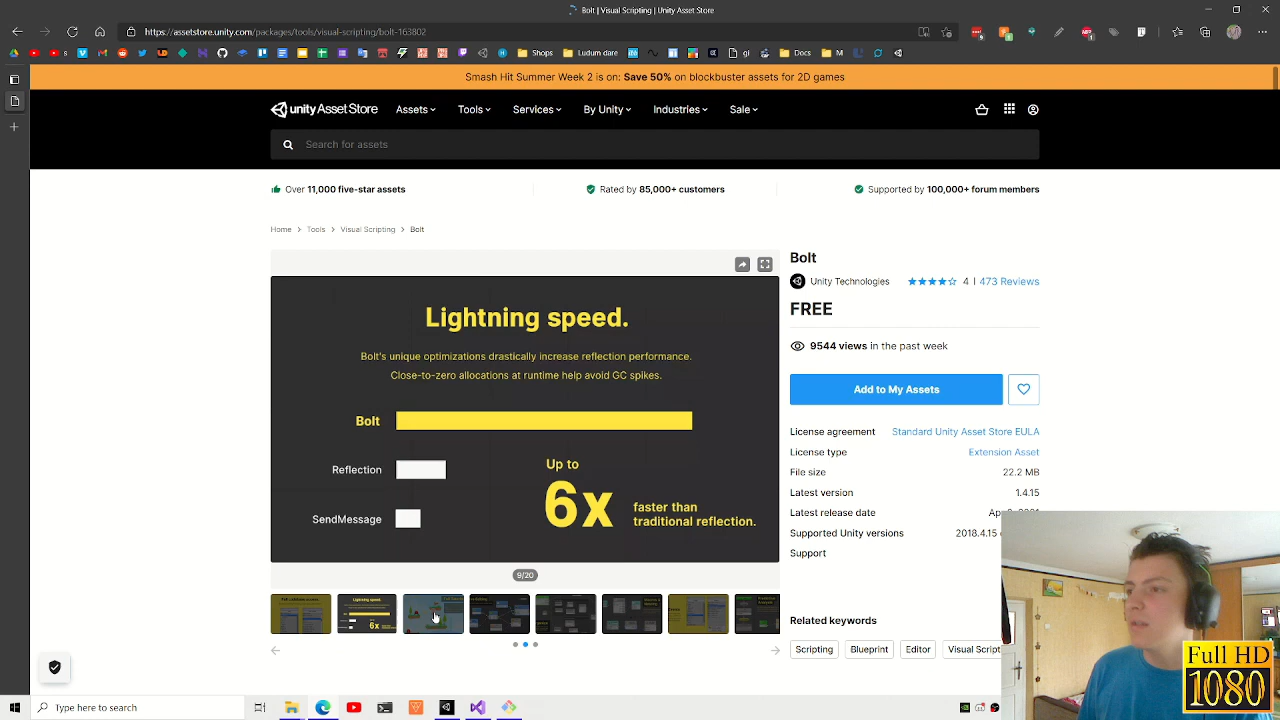 Bolt | Visual Scripting | Unity Asset Store
https://assetstore.unity.com/packages/tools/visual-scripting/bolt-163802
Shops
Ludum dare
Docs
M
Smash Hit Summer Week 2 is on: Save 50% on blockbuster assets for 2D games
unity Asset Store
Assets
Tools
Services
By Unity
Industries
Sale
Search for assets
Over 11,000 five-star assets
Rated by 85,000+ customers
Supported by 100,000+ forum members
Home > Tools > Visual Scripting > Bolt
Lightning speed.
Bolt's unique optimizations drastically increase reflection performance.
Close-to-zero allocations at runtime help avoid GC spikes.
Bolt
Reflection
SendMessage
Up to
6x
faster than
traditional reflection.
9/20
Bolt
Unity Technologies
4 | 473 Reviews
FREE
9544 views in the past week
Add to My Assets
License agreement
Standard Unity Asset Store EULA
License type
Extension Asset
File size
22.2 MB
Latest version
1.4.15
Latest release date
Supported Unity versions
2018.4.15
Support
Related keywords
Scripting
Blueprint
Editor
Visual Script
Lightning speed.
6x
Type here to search
Full HD
1080